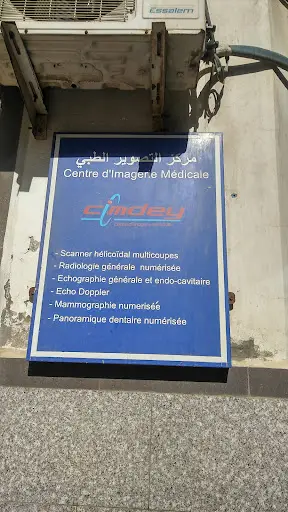 Essalem
مركز التصوير الطبي
Centre d'Imagerie Médicale
cimdey
- Scanner hélicoïdal multicoupes
- Radiologie générale numérisée
- Echographie générale et endo-cavitaire
- Echo Doppler
- Mammographie numerisée
- Panoramique dentaire numérisée